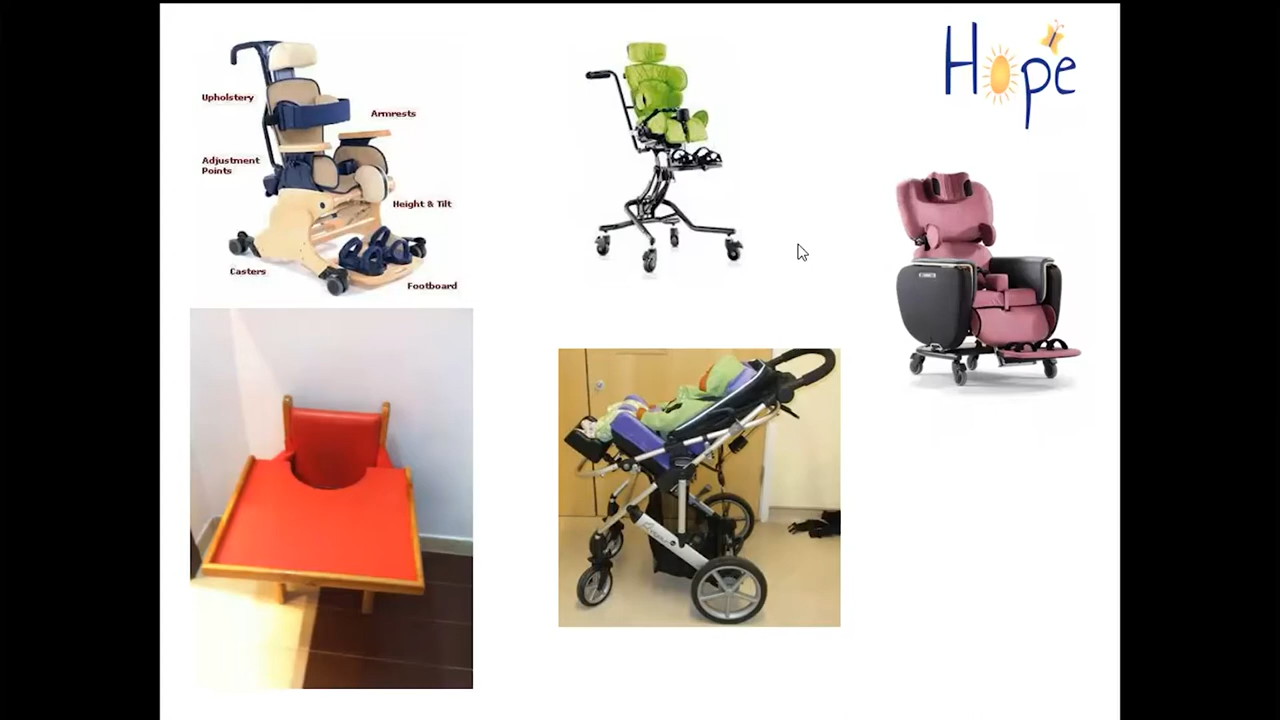 Hope
Upholstery
Armrests
Adjustment
Points
Height & Tilt
Casters
Footboard